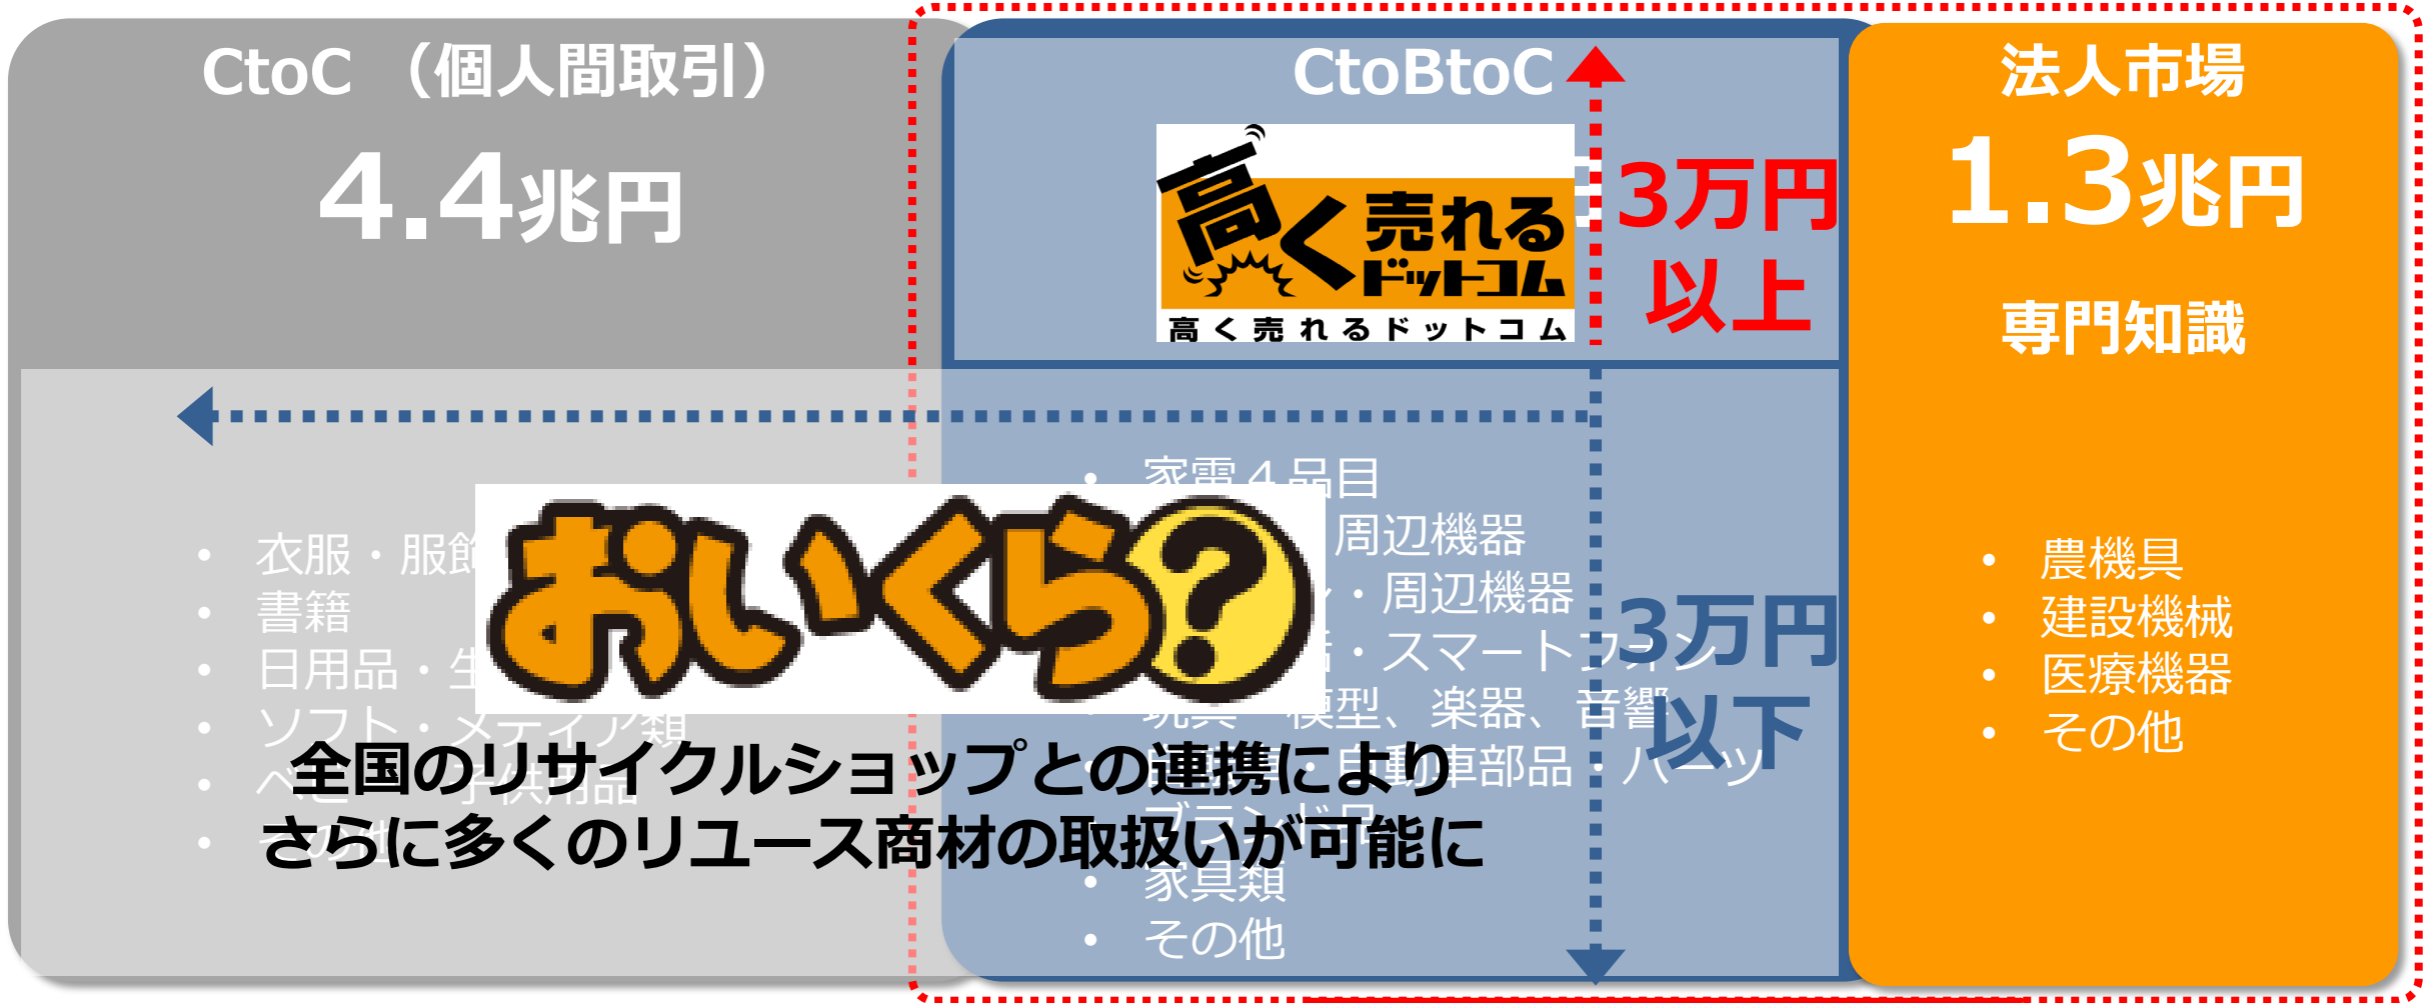 CtoC （個人間取引）
4.4兆円
衣服・服飾
書籍
日用品・生
ソフト・メディア類
子供用品
その他
CtoBtoC
高く売れる
ドットコム
高く売れるドットコム
3万円
以上
家電４品目
周辺機器
・周辺機器
・スマートフォン
玩具・模型、楽器、音響
・自動車部品・パーツ
ブランド品
家具類
その他
3万円
以下
おいくら?
全国のリサイクルショップとの連携により
さらに多くのリユース商材の取扱いが可能に
法人市場
1.3兆円
専門知識
農機具
建設機械
医療機器
その他